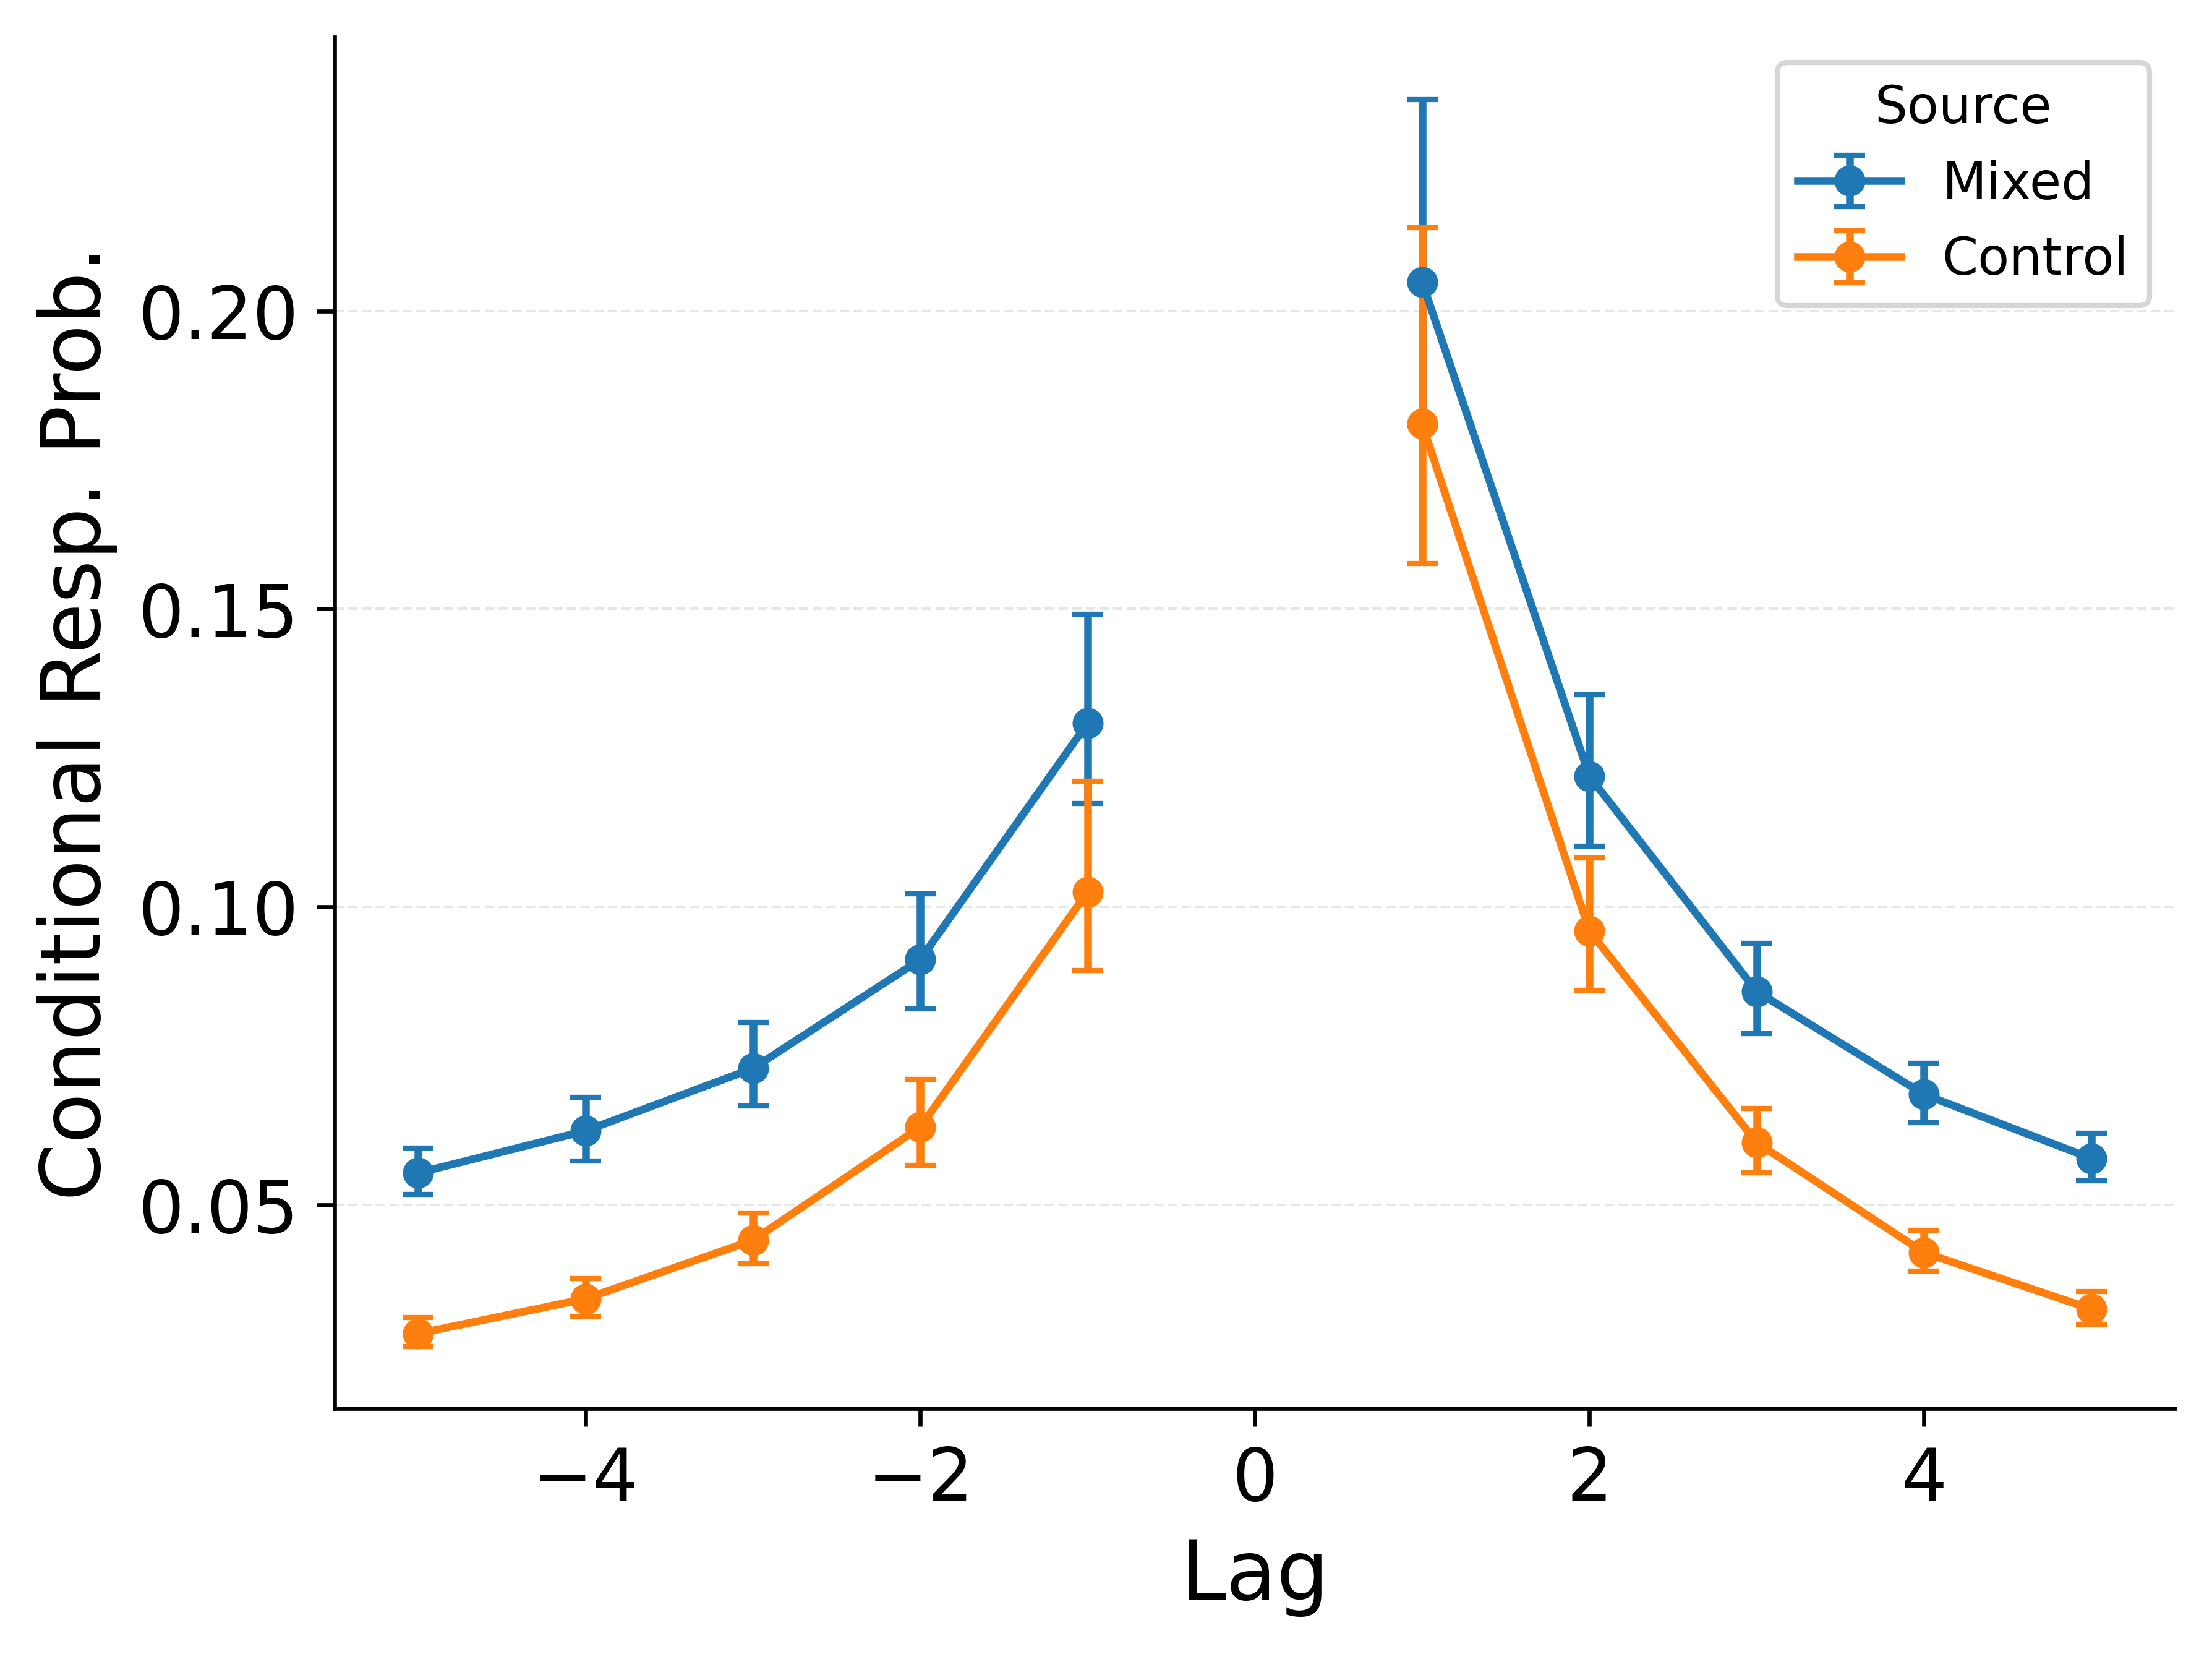 Source
Mixed
Control
Conditional Resp. Prob.
0.20
0.15
0.10
0.05
−4 −2 0 2 4
Lag